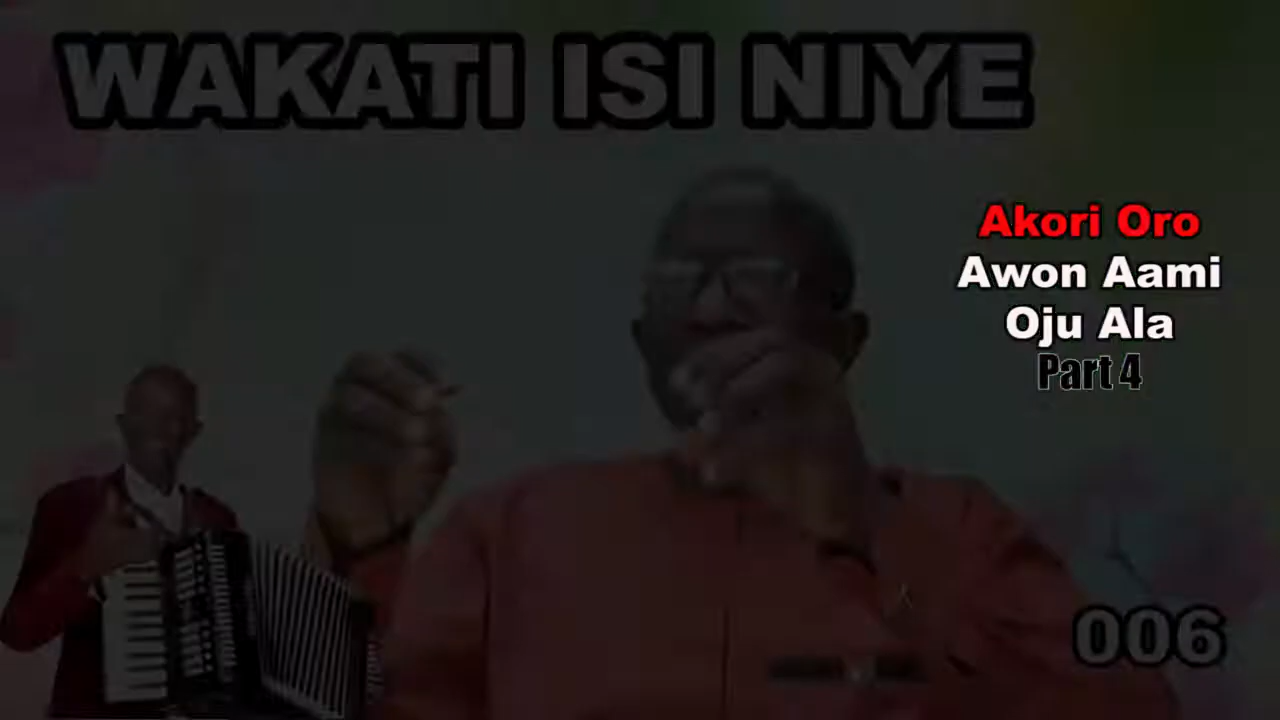 WAKATI ISI NIYE
Akori Oro
Awon Aami
Oju Ala
Part 4
006